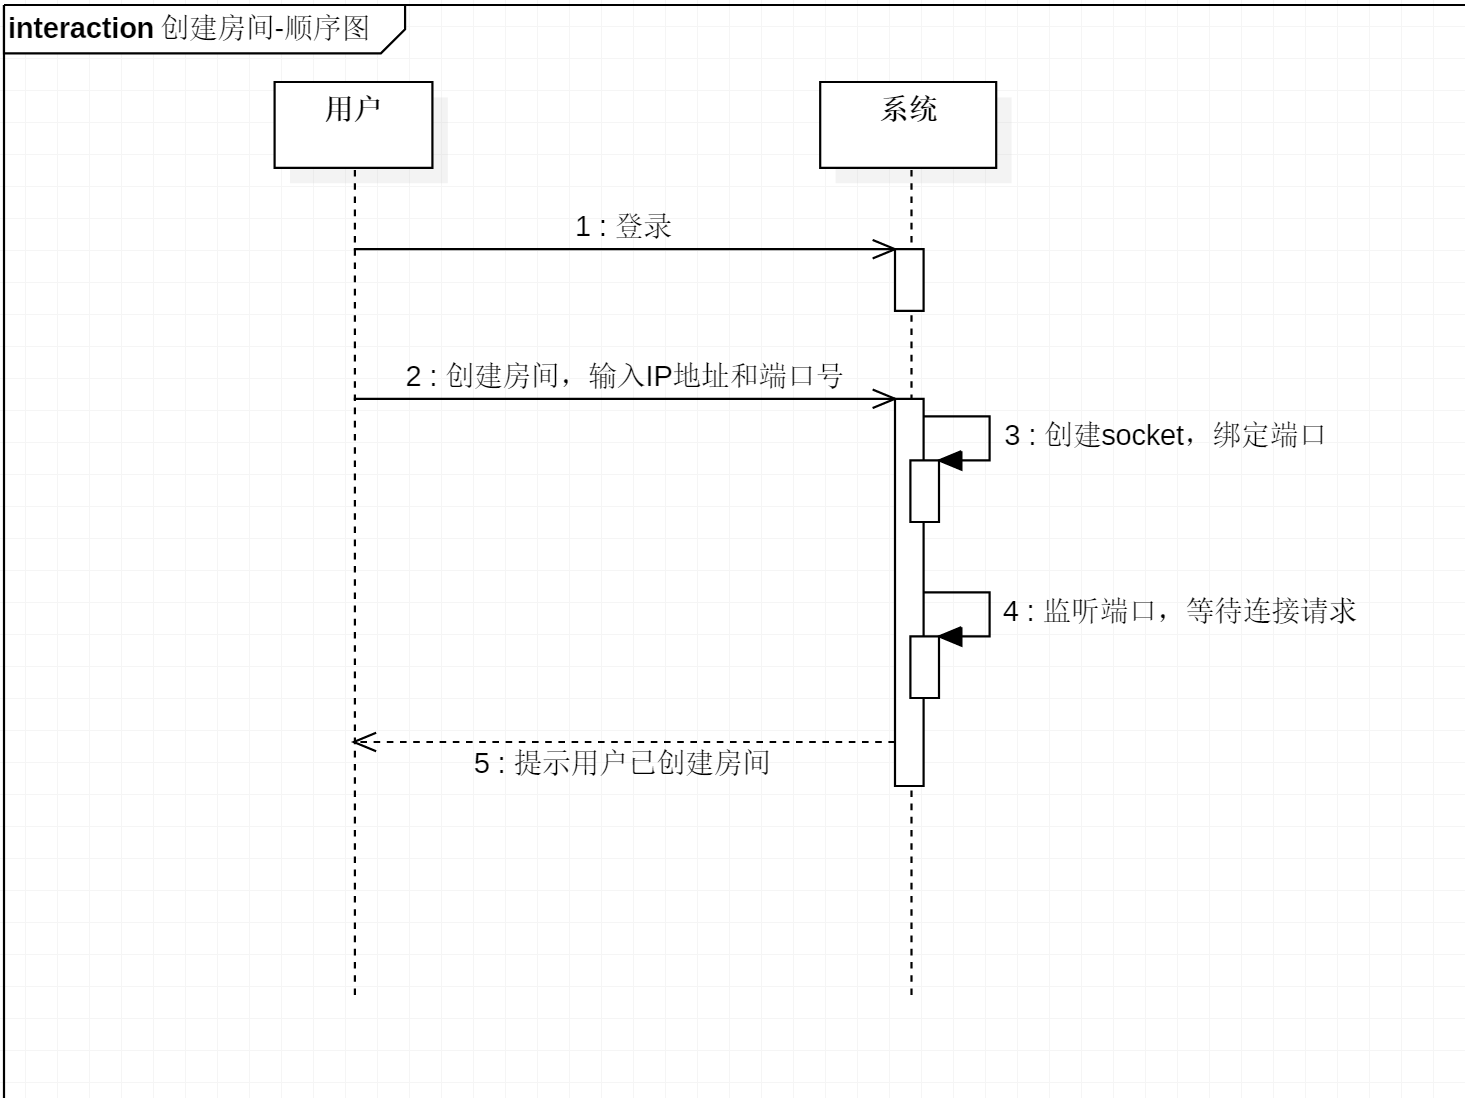 interaction 创建房间-顺序图
用户
系统
1 : 登录
2 : 创建房间，输入IP地址和端口号
3 : 创建socket，绑定端口
4 : 监听端口，等待连接请求
5 : 提示用户已创建房间